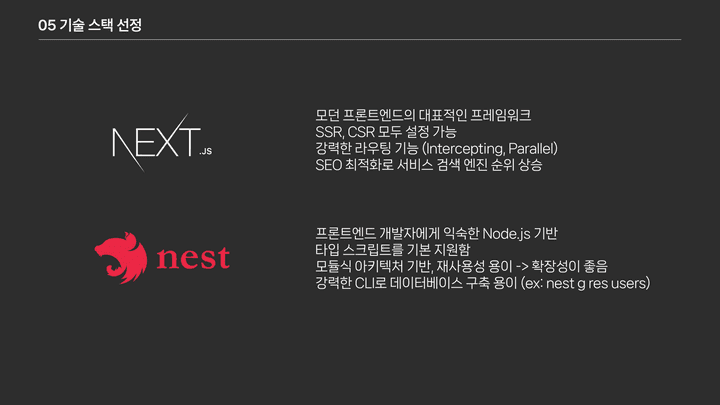 05 기술 스택 선정
NEXT.JS
모던 프론트엔드의 대표적인 프레임워크
SSR, CSR 모두 설정 가능
강력한 라우팅 기능 (Intercepting, Parallel)
SEO 최적화로 서비스 검색 엔진 순위 상승
nest
프론트엔드 개발자에게 익숙한 Node.js 기반
타입 스크립트를 기본 지원함
모듈식 아키텍처 기반, 재사용성 용이 -> 확장성이 좋음
강력한 CLI로 데이터베이스 구축 용이 (ex: nest g res users)